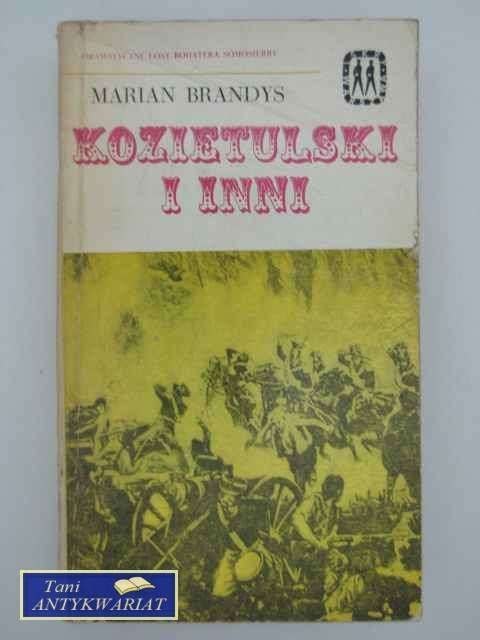 DRAMATYCZNE LOSY BOHATERA SOMOSIERRY
MARIAN BRANDYS
KOZIETULSKI
I INNI
Tani
ANTYKWARIAT